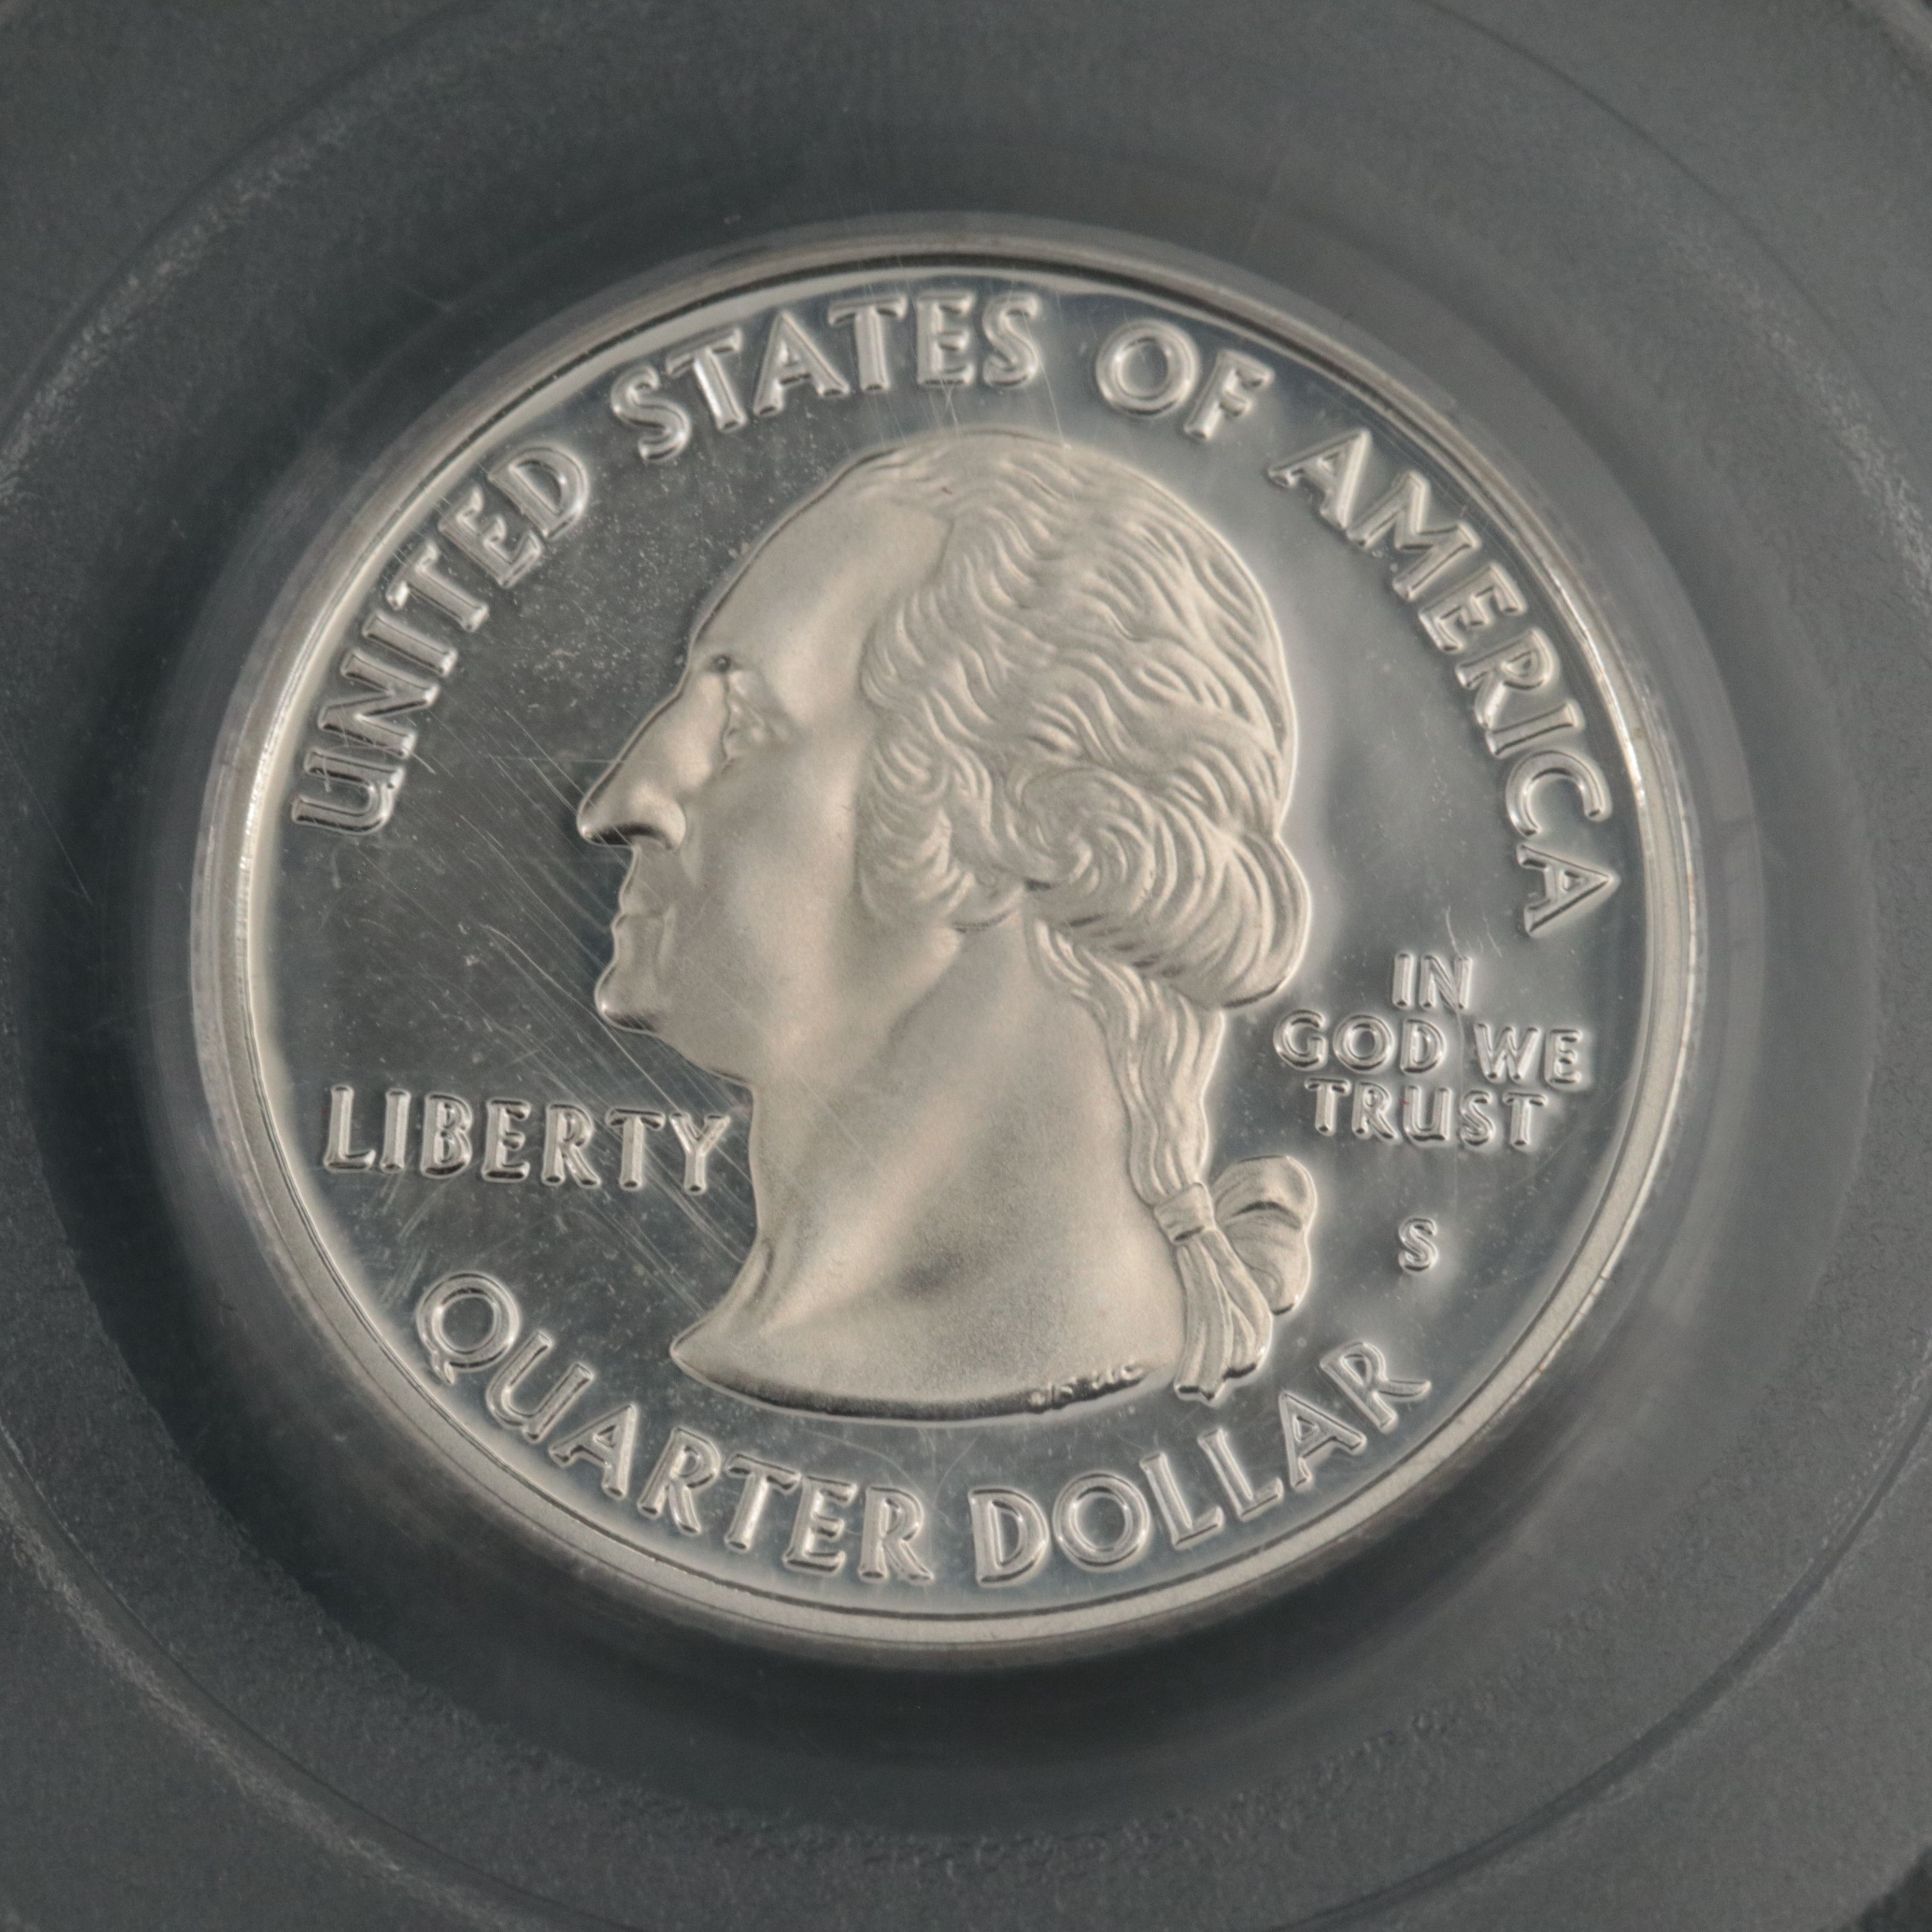 UNITED STATES OF AMERICA
LIBERTY
IN
GOD WE
TRUST
S
QUARTER DOLLAR